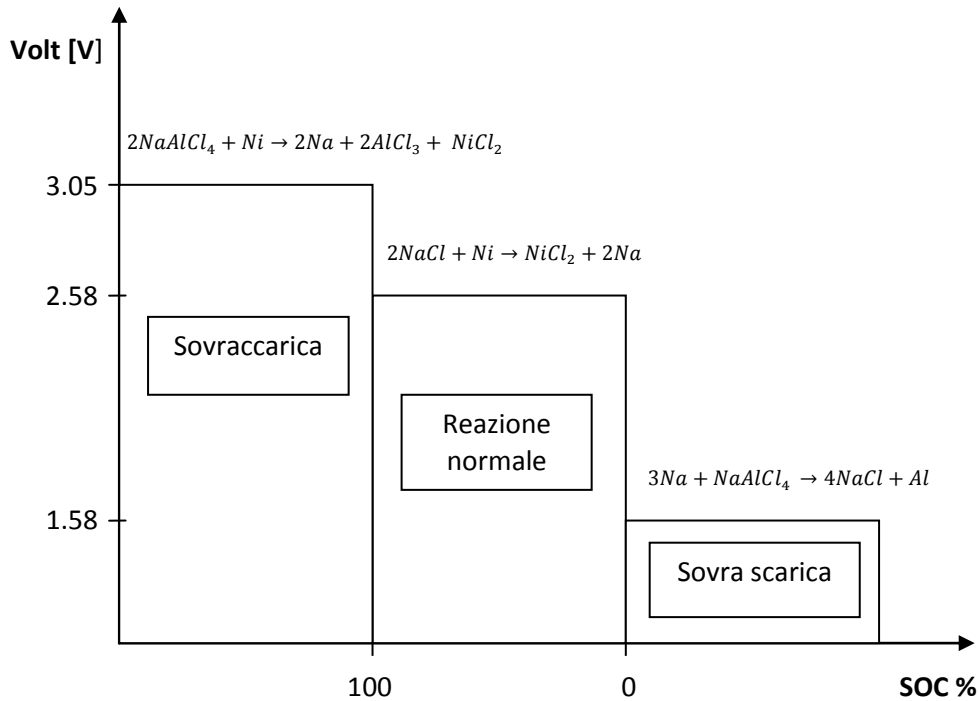 Volt [V]
2NaAlCl₄ + Ni → 2Na + 2AlCl₃ + NiCl₂
3.05
2NaCl + Ni → NiCl₂ + 2Na
2.58
Sovraccarica
Reazione
normale
3Na + NaAlCl₄ → 4NaCl + Al
1.58
Sovra scarica
100
0
SOC %